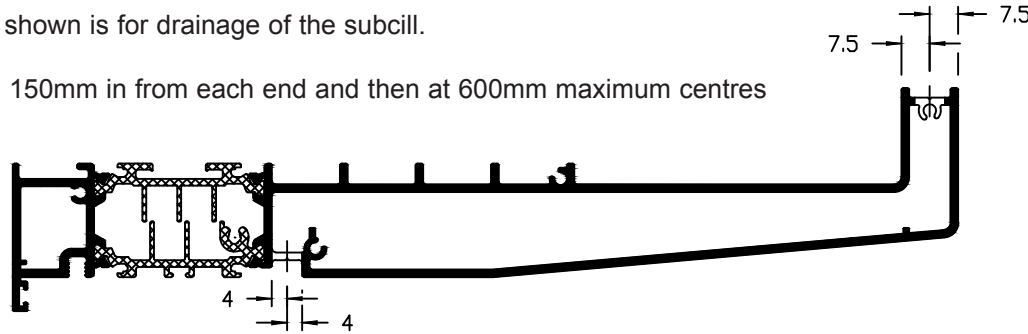 7.5
shown is for drainage of the subcill.
7.5
150mm in from each end and then at 600mm maximum centres
4
4